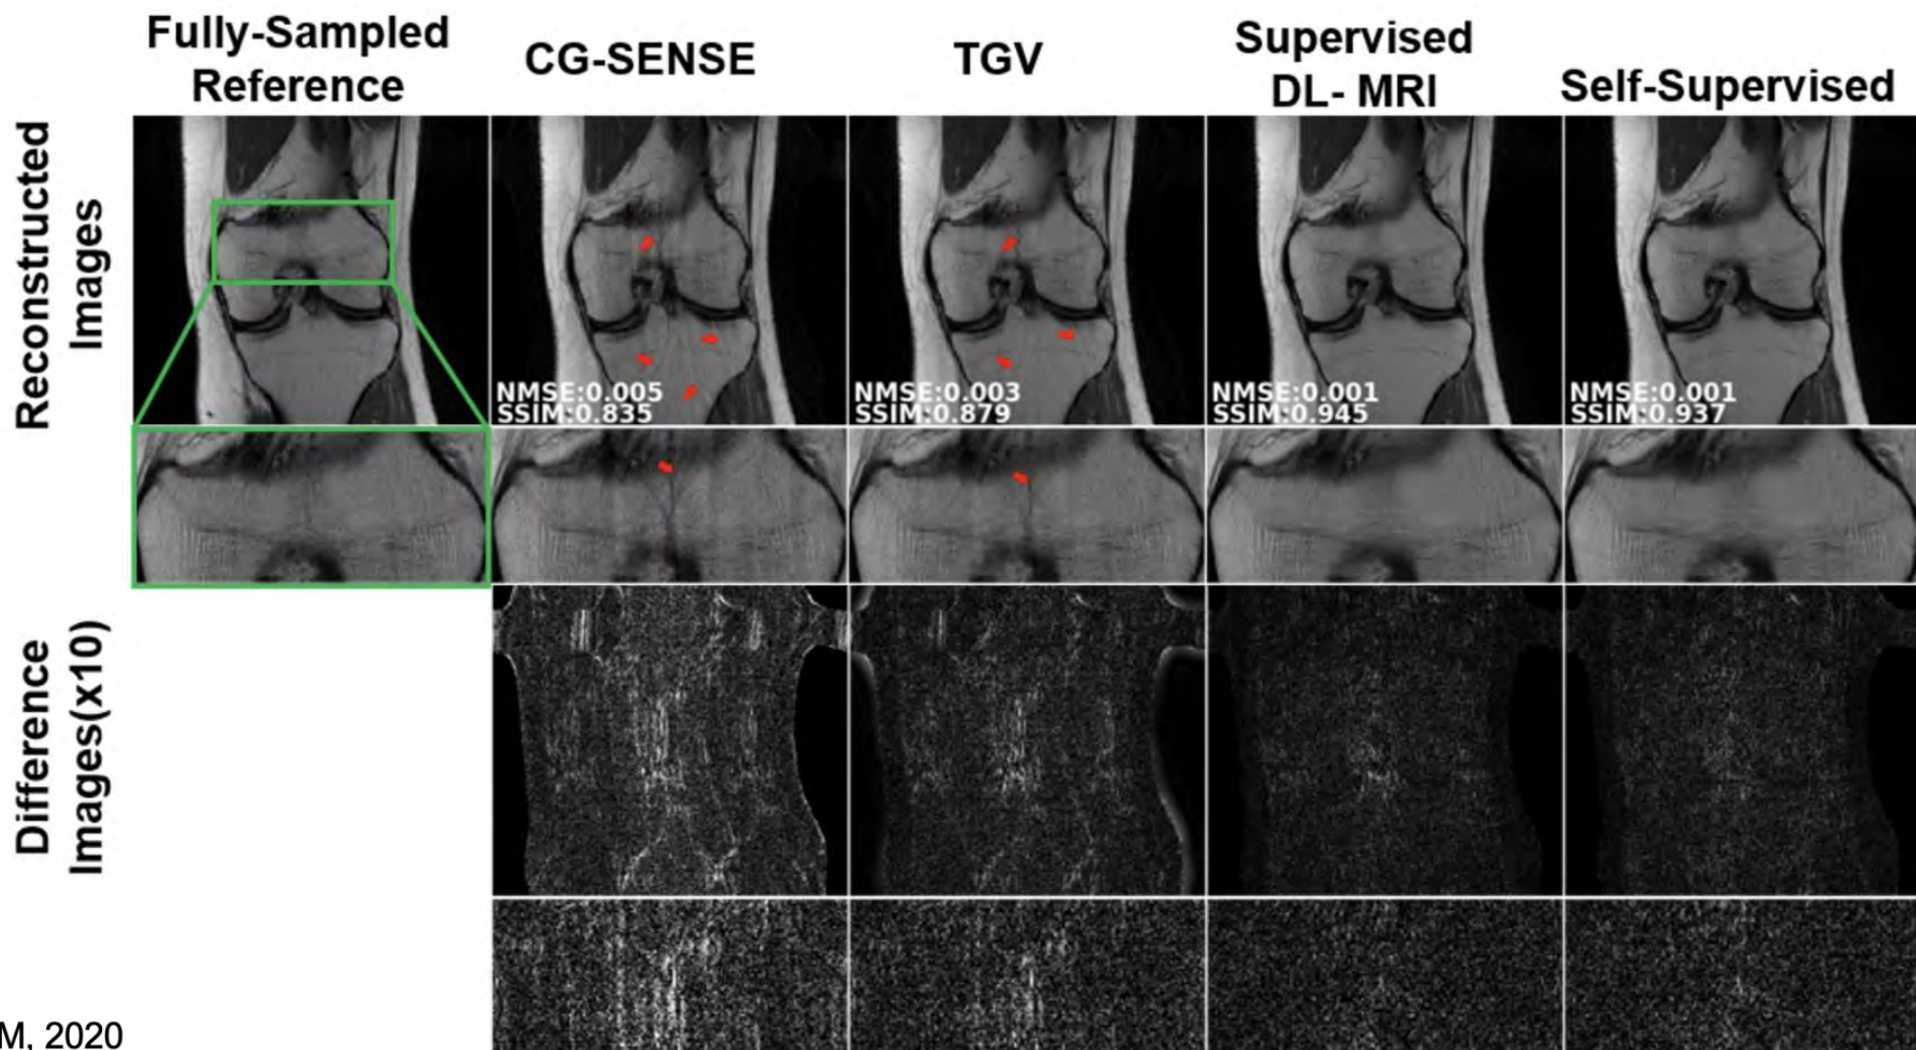 Fully-Sampled
Reference
CG-SENSE
TGV
Supervised
DL- MRI
Self-Supervised
Reconstructed
Images
NMSE:0.005
SSIM:0.835
NMSE:0.003
SSIM:0.879
NMSE:0.001
SSIM:0.945
NMSE:0.001
SSIM:0.937
Difference
Images(x10)
M, 2020